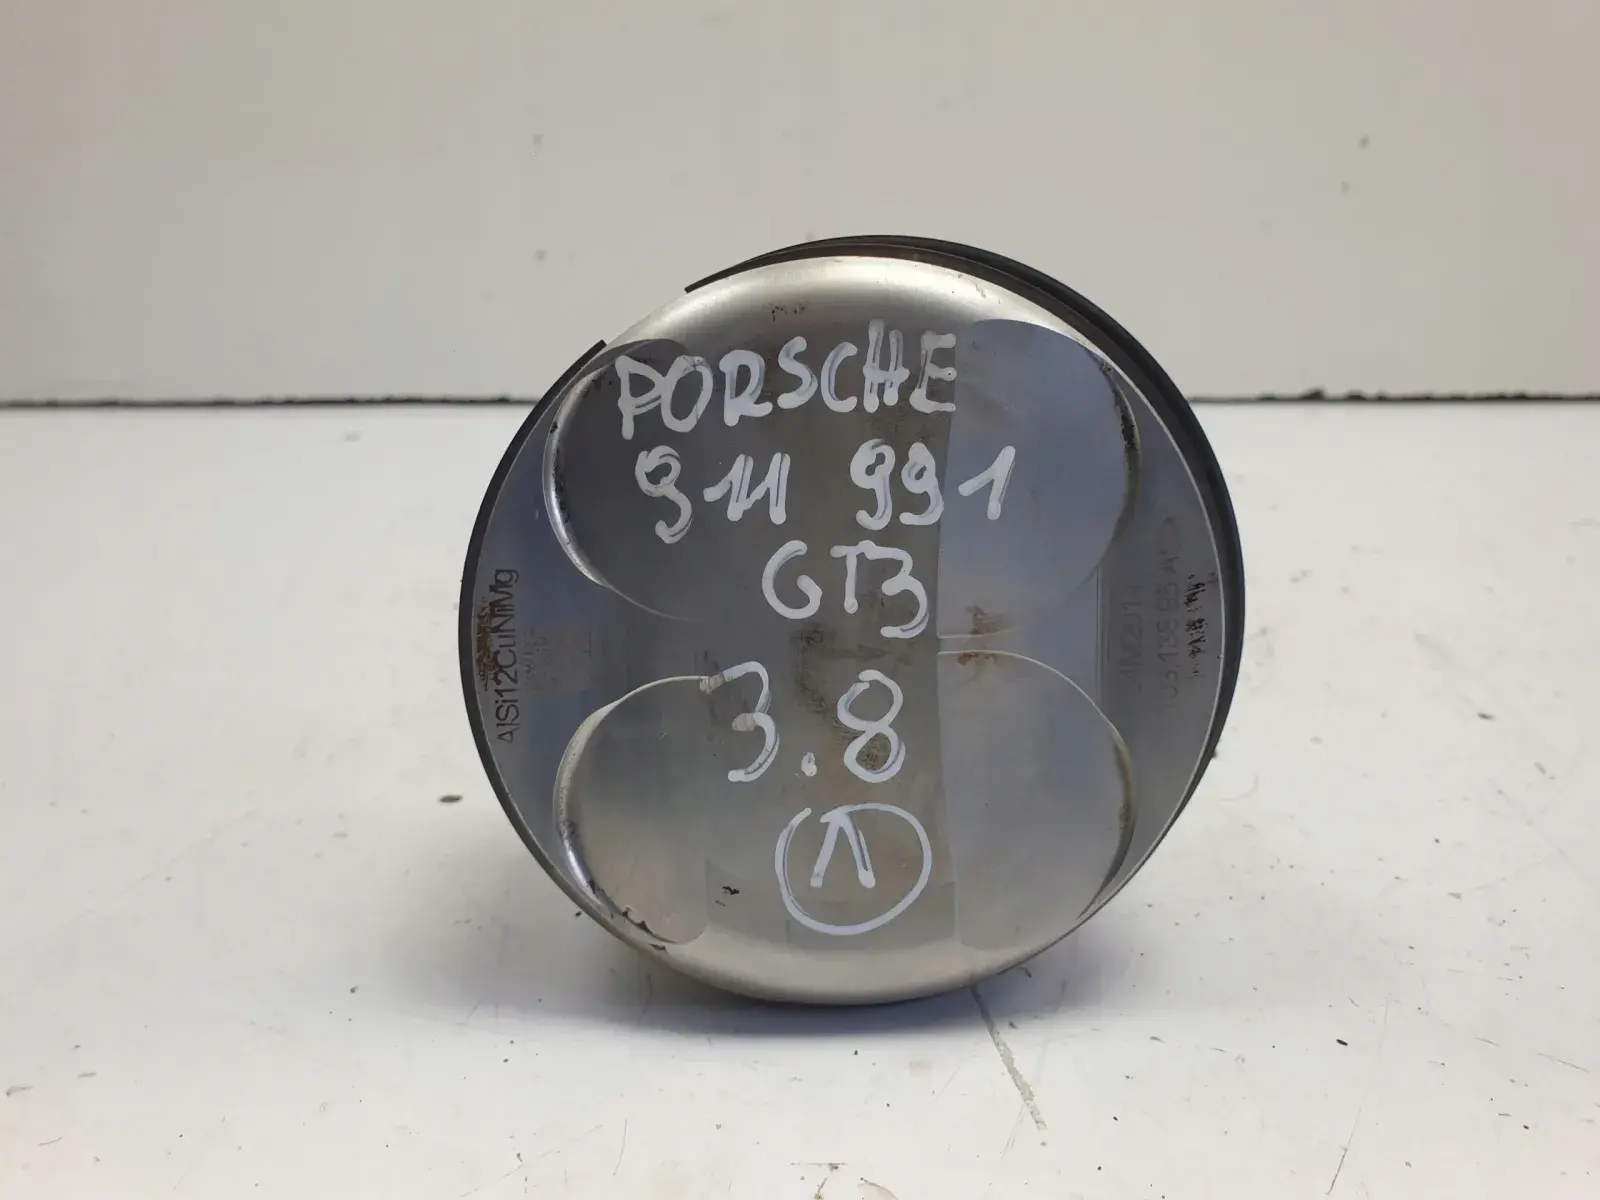 PORSCHE
911 991
GT3
3.8
1
AlSi12CuNiMg